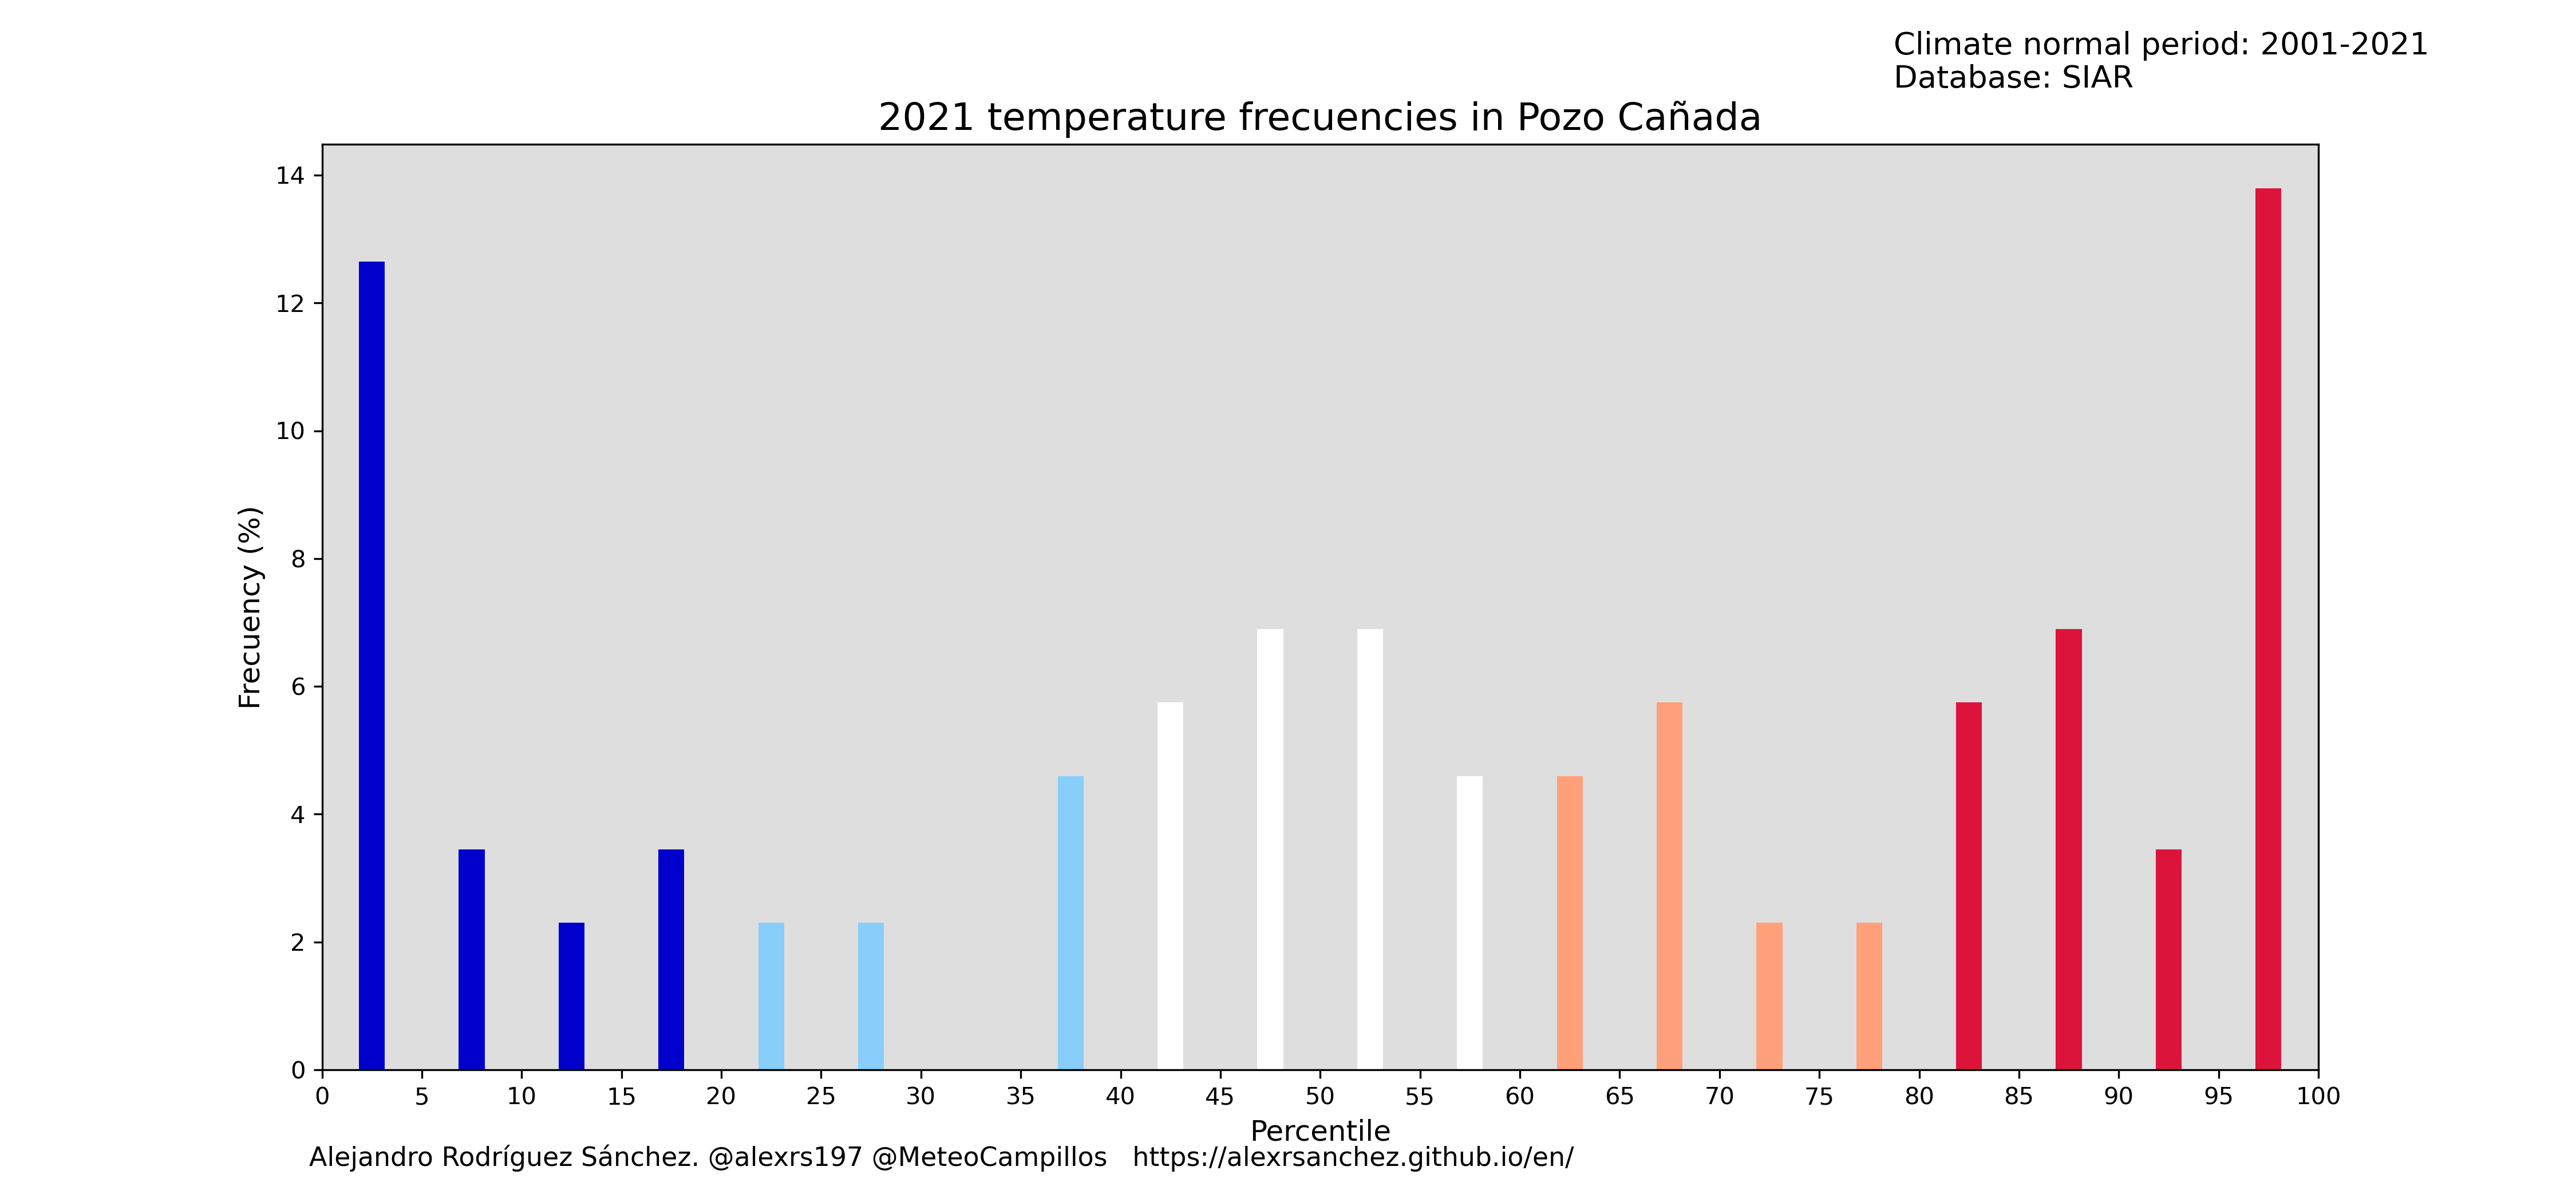 Climate normal period: 2001-2021
Database: SIAR
2021 temperature frecuencies in Pozo Cañada
Frecuency (%)
14
12
10
8
6
4
2
0
0 5 10 15 20 25 30 35 40 45 50 55 60 65 70 75 80 85 90 95 100
Percentile
Alejandro Rodríguez Sánchez. @alexrs197 @MeteoCampillos https://alexrsanchez.github.io/en/